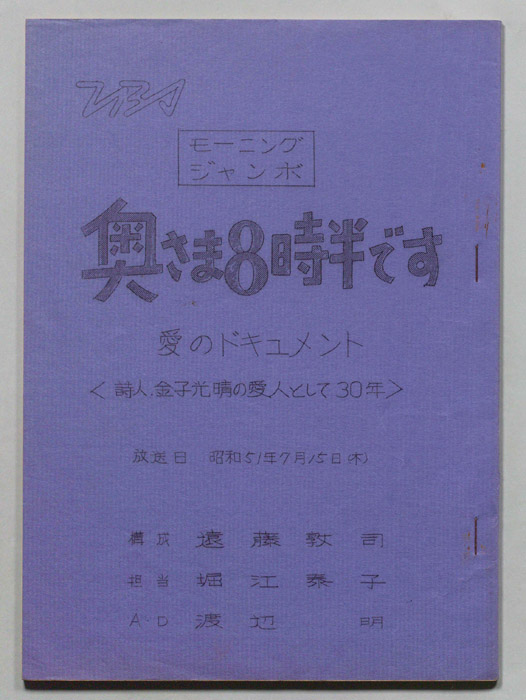 TBS
モーニング
ジャンボ
奥さま8時半です
愛のドキュメント
＜詩人、金子光晴の愛人として30年＞
放送日 昭和51年7月15日(木)
構成 遠藤敦司
担当 堀江泰子
A・D 渡辺 明